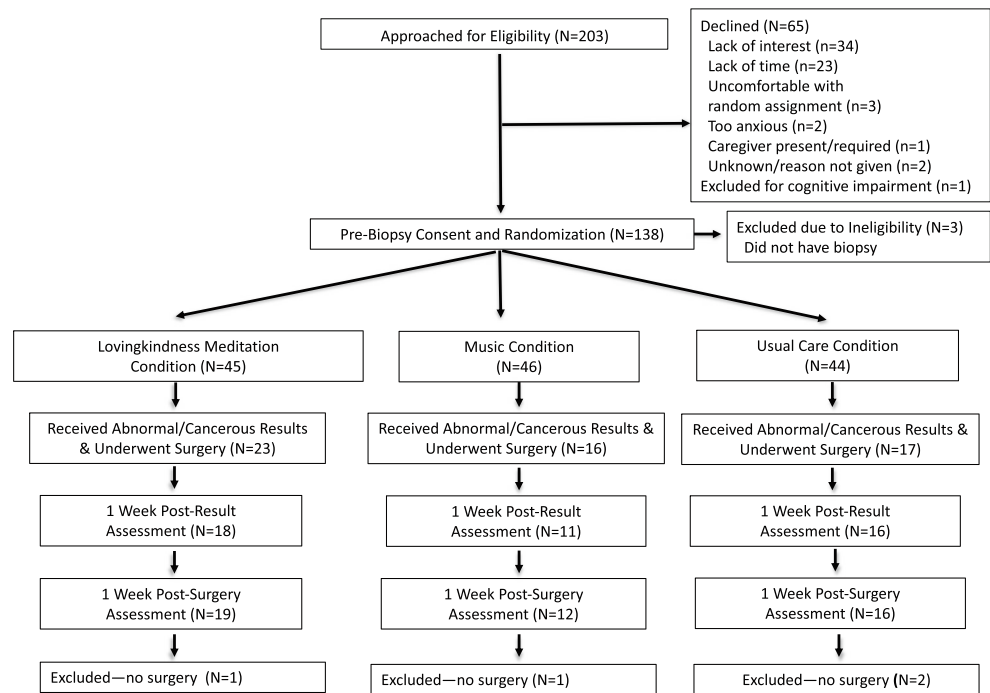 Approached for Eligibility (N=203)
Declined (N=65)
Lack of interest (n=34)
Lack of time (n=23)
Uncomfortable with
random assignment (n=3)
Too anxious (n=2)
Caregiver present/required (n=1)
Unknown/reason not given (n=2)
Excluded for cognitive impairment (n=1)
Pre-Biopsy Consent and Randomization (N=138)
Excluded due to Ineligibility (N=3)
Did not have biopsy
Lovingkindness Meditation
Condition (N=45)
Music Condition
(N=46)
Usual Care Condition
(N=44)
Received Abnormal/Cancerous Results
& Underwent Surgery (N=23)
Received Abnormal/Cancerous Results &
Underwent Surgery (N=16)
Received Abnormal/Cancerous Results &
Underwent Surgery (N=17)
1 Week Post-Result
Assessment (N=18)
1 Week Post-Result
Assessment (N=11)
1 Week Post-Result
Assessment (N=16)
1 Week Post-Surgery
Assessment (N=19)
1 Week Post-Surgery
Assessment (N=12)
1 Week Post-Surgery
Assessment (N=16)
Excluded—no surgery (N=1)
Excluded—no surgery (N=1)
Excluded—no surgery (N=2)